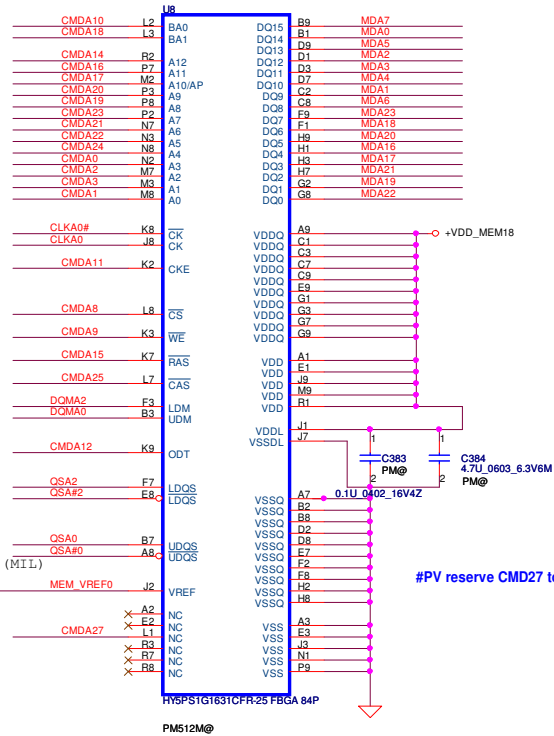 U8
CMDA10 L2 BA0 DQ15 B9 MDA7
CMDA18 L3 BA1 DQ14 B1 MDA0
DQ13 D9 MDA5
CMDA14 R2 A12 DQ12 D1 MDA2
CMDA16 P7 A11 DQ11 D3 MDA3
CMDA17 M2 A10/AP DQ10 D7 MDA4
CMDA20 P3 A9 DQ9 C2 MDA1
CMDA19 P8 A8 DQ8 C8 MDA6
CMDA23 P2 A7 DQ7 F9 MDA23
CMDA21 N7 A6 DQ6 F1 MDA18
CMDA22 N3 A5 DQ5 H9 MDA20
CMDA24 N8 A4 DQ4 H1 MDA16
CMDA0 N2 A3 DQ3 H3 MDA17
CMDA2 M7 A2 DQ2 H7 MDA21
CMDA3 M3 A1 DQ1 G2 MDA19
CMDA1 M8 A0 DQ0 G8 MDA22
CLKA0# K8 CK VDDQ A9 +VDD_MEM18
CLKA0 J8 CK VDDQ C1
VDDQ C3
CMDA11 K2 CKE VDDQ C7
VDDQ C9
VDDQ E9
VDDQ G1
CMDA8 L8 CS VDDQ G3
VDDQ G7
CMDA9 K3 WE VDDQ G9
CMDA15 K7 RAS VDD A1
VDD E1
CMDA25 L7 CAS VDD J9
VDD M9
DQMA2 F3 LDM VDD R1
DQMA0 B3 UDM
VDDL J1
VSSDL J7
CMDA12 K9 ODT
1 C383 PM@ 2
0.1U_0402_16V4Z
1 C384
4.7U_0603_6.3V6M
PM@ 2
QSA2 F7 LDQS
QSA#2 E8 LDQS VSSQ A7
VSSQ B2
VSSQ B8
VSSQ D2
QSA0 B7 UDQS VSSQ D8
QSA#0 A8 UDQS VSSQ E7
(MIL) VSSQ F2
VSSQ F8
MEM_VREF0 J2 VREF VSSQ H2
VSSQ H8
#PV reserve CMD27 to
A2 NC
E2 NC VSS A3
CMDA27 L1 NC VSS E3
R3 NC VSS J3
R7 NC VSS N1
R8 NC VSS P9
HY5PS1G1631CFR-25 FBGA 84P
PM512M@